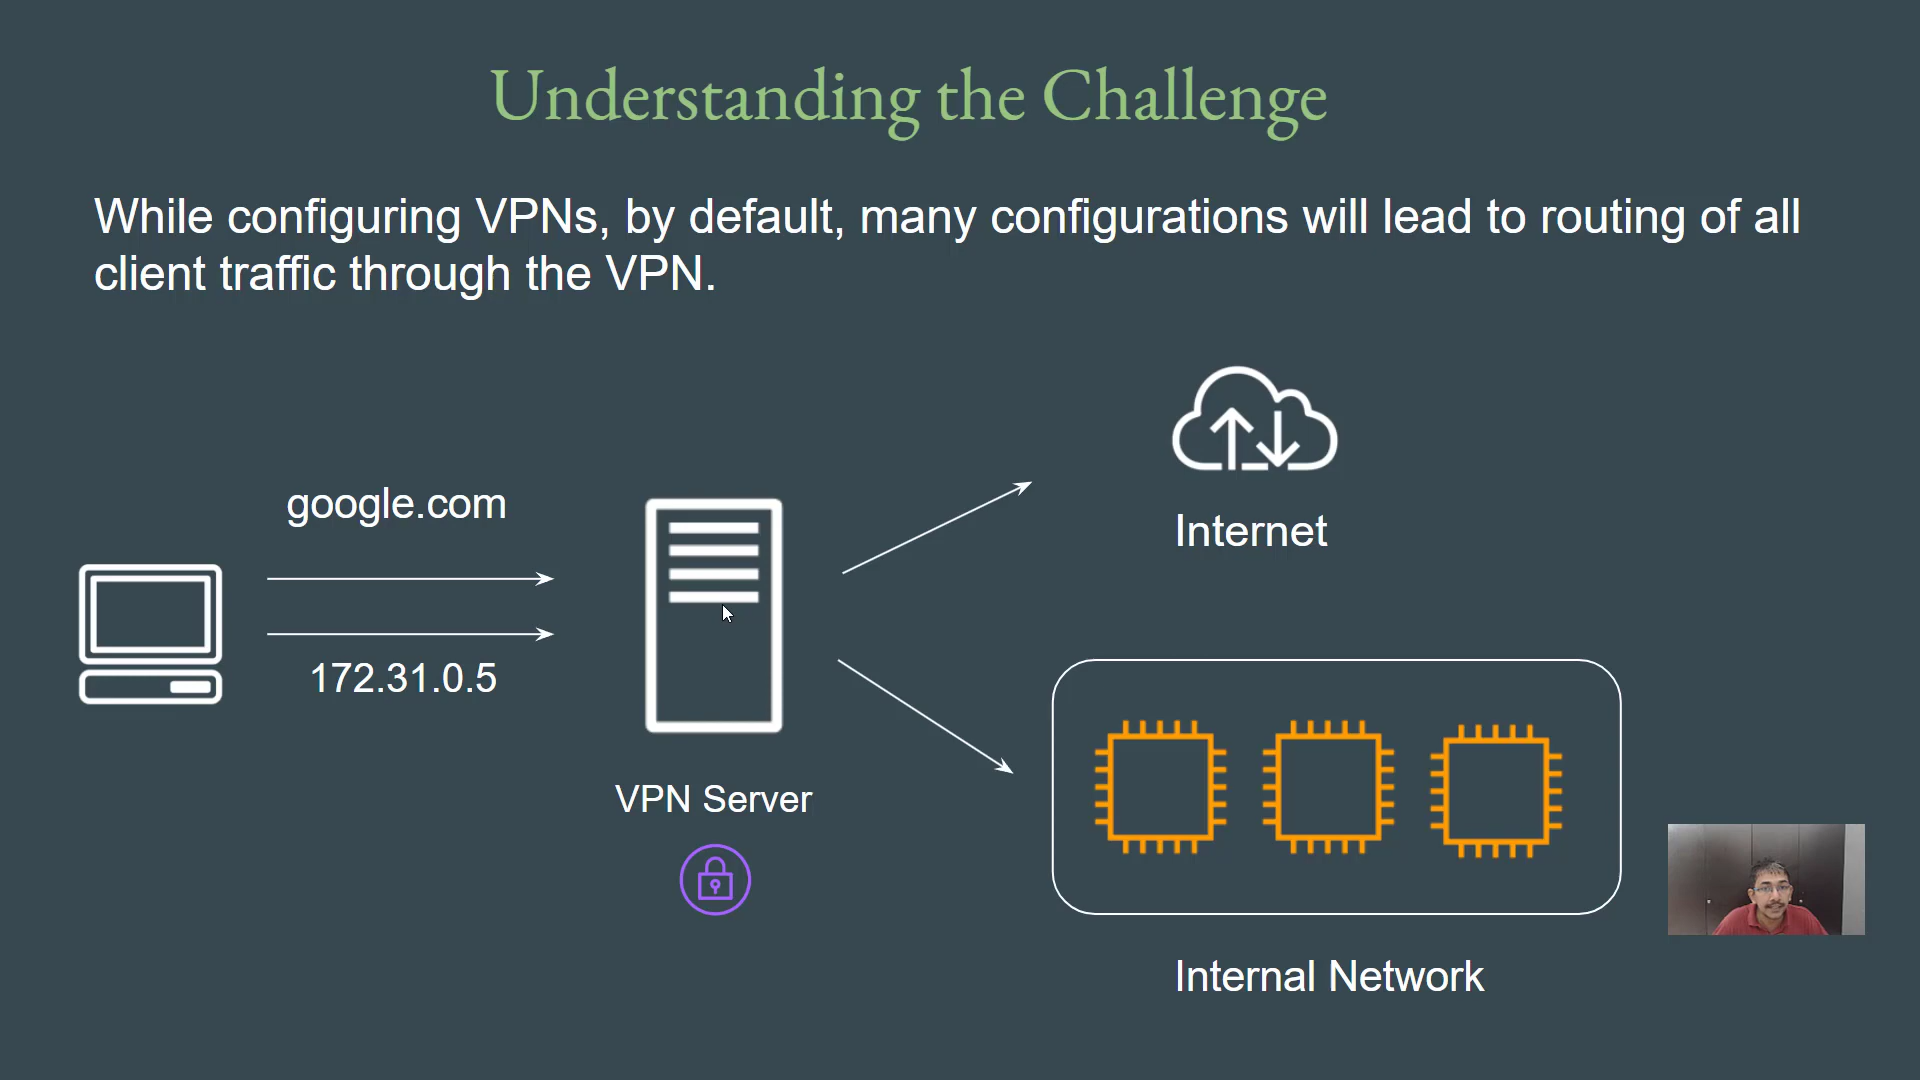 Understanding the Challenge
While configuring VPNs, by default, many configurations will lead to routing of all
client traffic through the VPN.
google.com
172.31.0.5
VPN Server
Internet
Internal Network